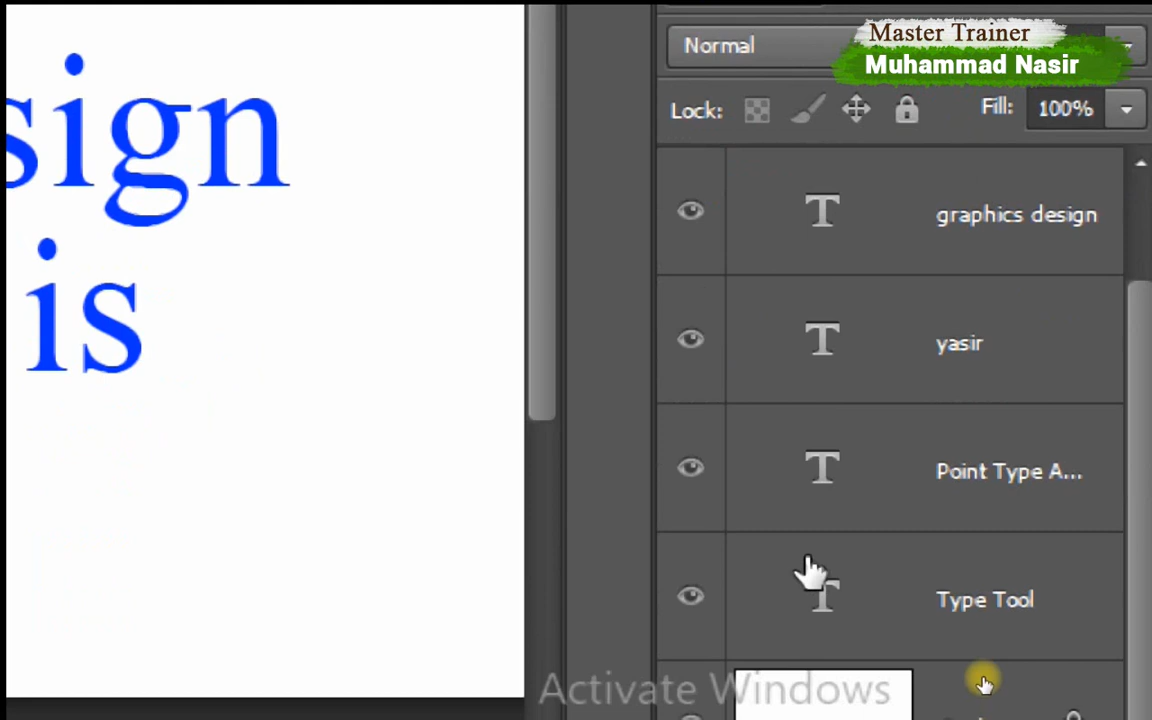 sign
is
Normal
Master Trainer
Muhammad Nasir
Lock:
Fill:
100%
T
graphics design
T
yasir
T
Point Type A...
T
Type Tool
Activate Windows